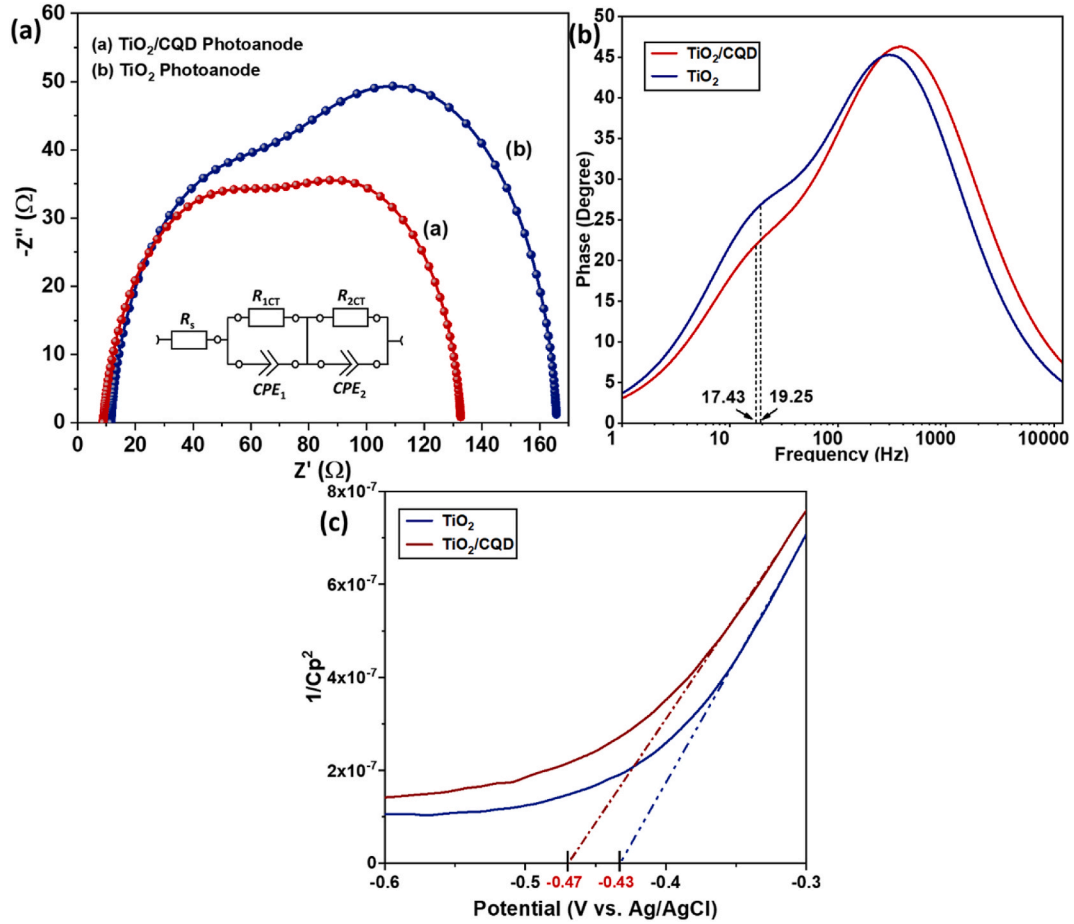 (a)
60
50
40
30
20
10
0
-Z'' (Ω)
(a) TiO₂/CQD Photoanode
(b) TiO₂ Photoanode
(b)
(a)
R₁CT
R₂CT
Rₛ
CPE₁
CPE₂
0 20 40 60 80 100 120 140 160
Z' (Ω)
(b)
50
45
40
35
30
25
20
15
10
5
0
Phase (Degree)
TiO₂/CQD
TiO₂
17.43
19.25
1 10 100 1000 10000
Frequency (Hz)
(c)
8x10⁻⁷
6x10⁻⁷
4x10⁻⁷
2x10⁻⁷
0
1/Cp²
TiO₂
TiO₂/CQD
-0.6 -0.5 -0.47 -0.43 -0.4 -0.3
Potential (V vs. Ag/AgCl)